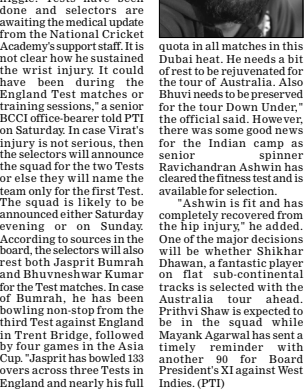 done and selectors are
awaiting the medical update
from the National Cricket
Academy's support staff. It is
not clear how he sustained
the wrist injury. It could
have been during the
England Test matches or
training sessions," a senior
BCCI office-bearer told PTI
on Saturday. In case Virat's
injury is not serious, then
the selectors will announce
the squad for the two Tests
or else they will name the
team only for the first Test.
The squad is likely to be
announced either Saturday
evening or on Sunday.
According to sources in the
board, the selectors will also
rest both Jasprit Bumrah
and Bhuvneshwar Kumar
for the Test matches. In case
of Bumrah, he has been
bowling non-stop from the
third Test against England
in Trent Bridge, followed
by four games in the Asia
Cup. "Jasprit has bowled 133
overs across three Tests in
England and nearly his full
quota in all matches in this
Dubai heat. He needs a bit
of rest to be rejuvenated for
the tour of Australia. Also
Bhuvi needs to be preserved
for the tour Down Under,"
the official said. However,
there was some good news
for the Indian camp as
senior spinner
Ravichandran Ashwin has
cleared the fitness test and is
available for selection.
"Ashwin is fit and has
completely recovered from
the hip injury," he added.
One of the major decisions
will be whether Shikhar
Dhawan, a fantastic player
on flat sub-continental
tracks is selected with the
Australia tour ahead.
Prithvi Shaw is expected to
be in the squad while
Mayank Agarwal has sent a
timely reminder with
another 90 for Board
President's XI against West
Indies. (PTI)